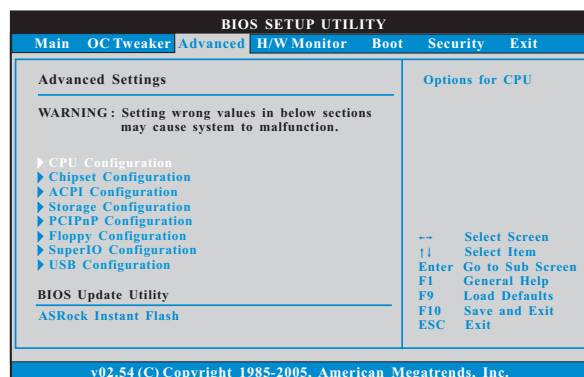 BIOS SETUP UTILITY
Main OC Tweaker Advanced H/W Monitor Boot Security Exit
Advanced Settings
WARNING : Setting wrong values in below sections
may cause system to malfunction.
CPU Configuration
Chipset Configuration
ACPI Configuration
Storage Configuration
PCIPnP Configuration
Floppy Configuration
SuperIO Configuration
USB Configuration
BIOS Update Utility
ASRock Instant Flash
Options for CPU
←→ Select Screen
↑↓ Select Item
Enter Go to Sub Screen
F1 General Help
F9 Load Defaults
F10 Save and Exit
ESC Exit
v02.54 (C) Copyright 1985-2005, American Megatrends, Inc.